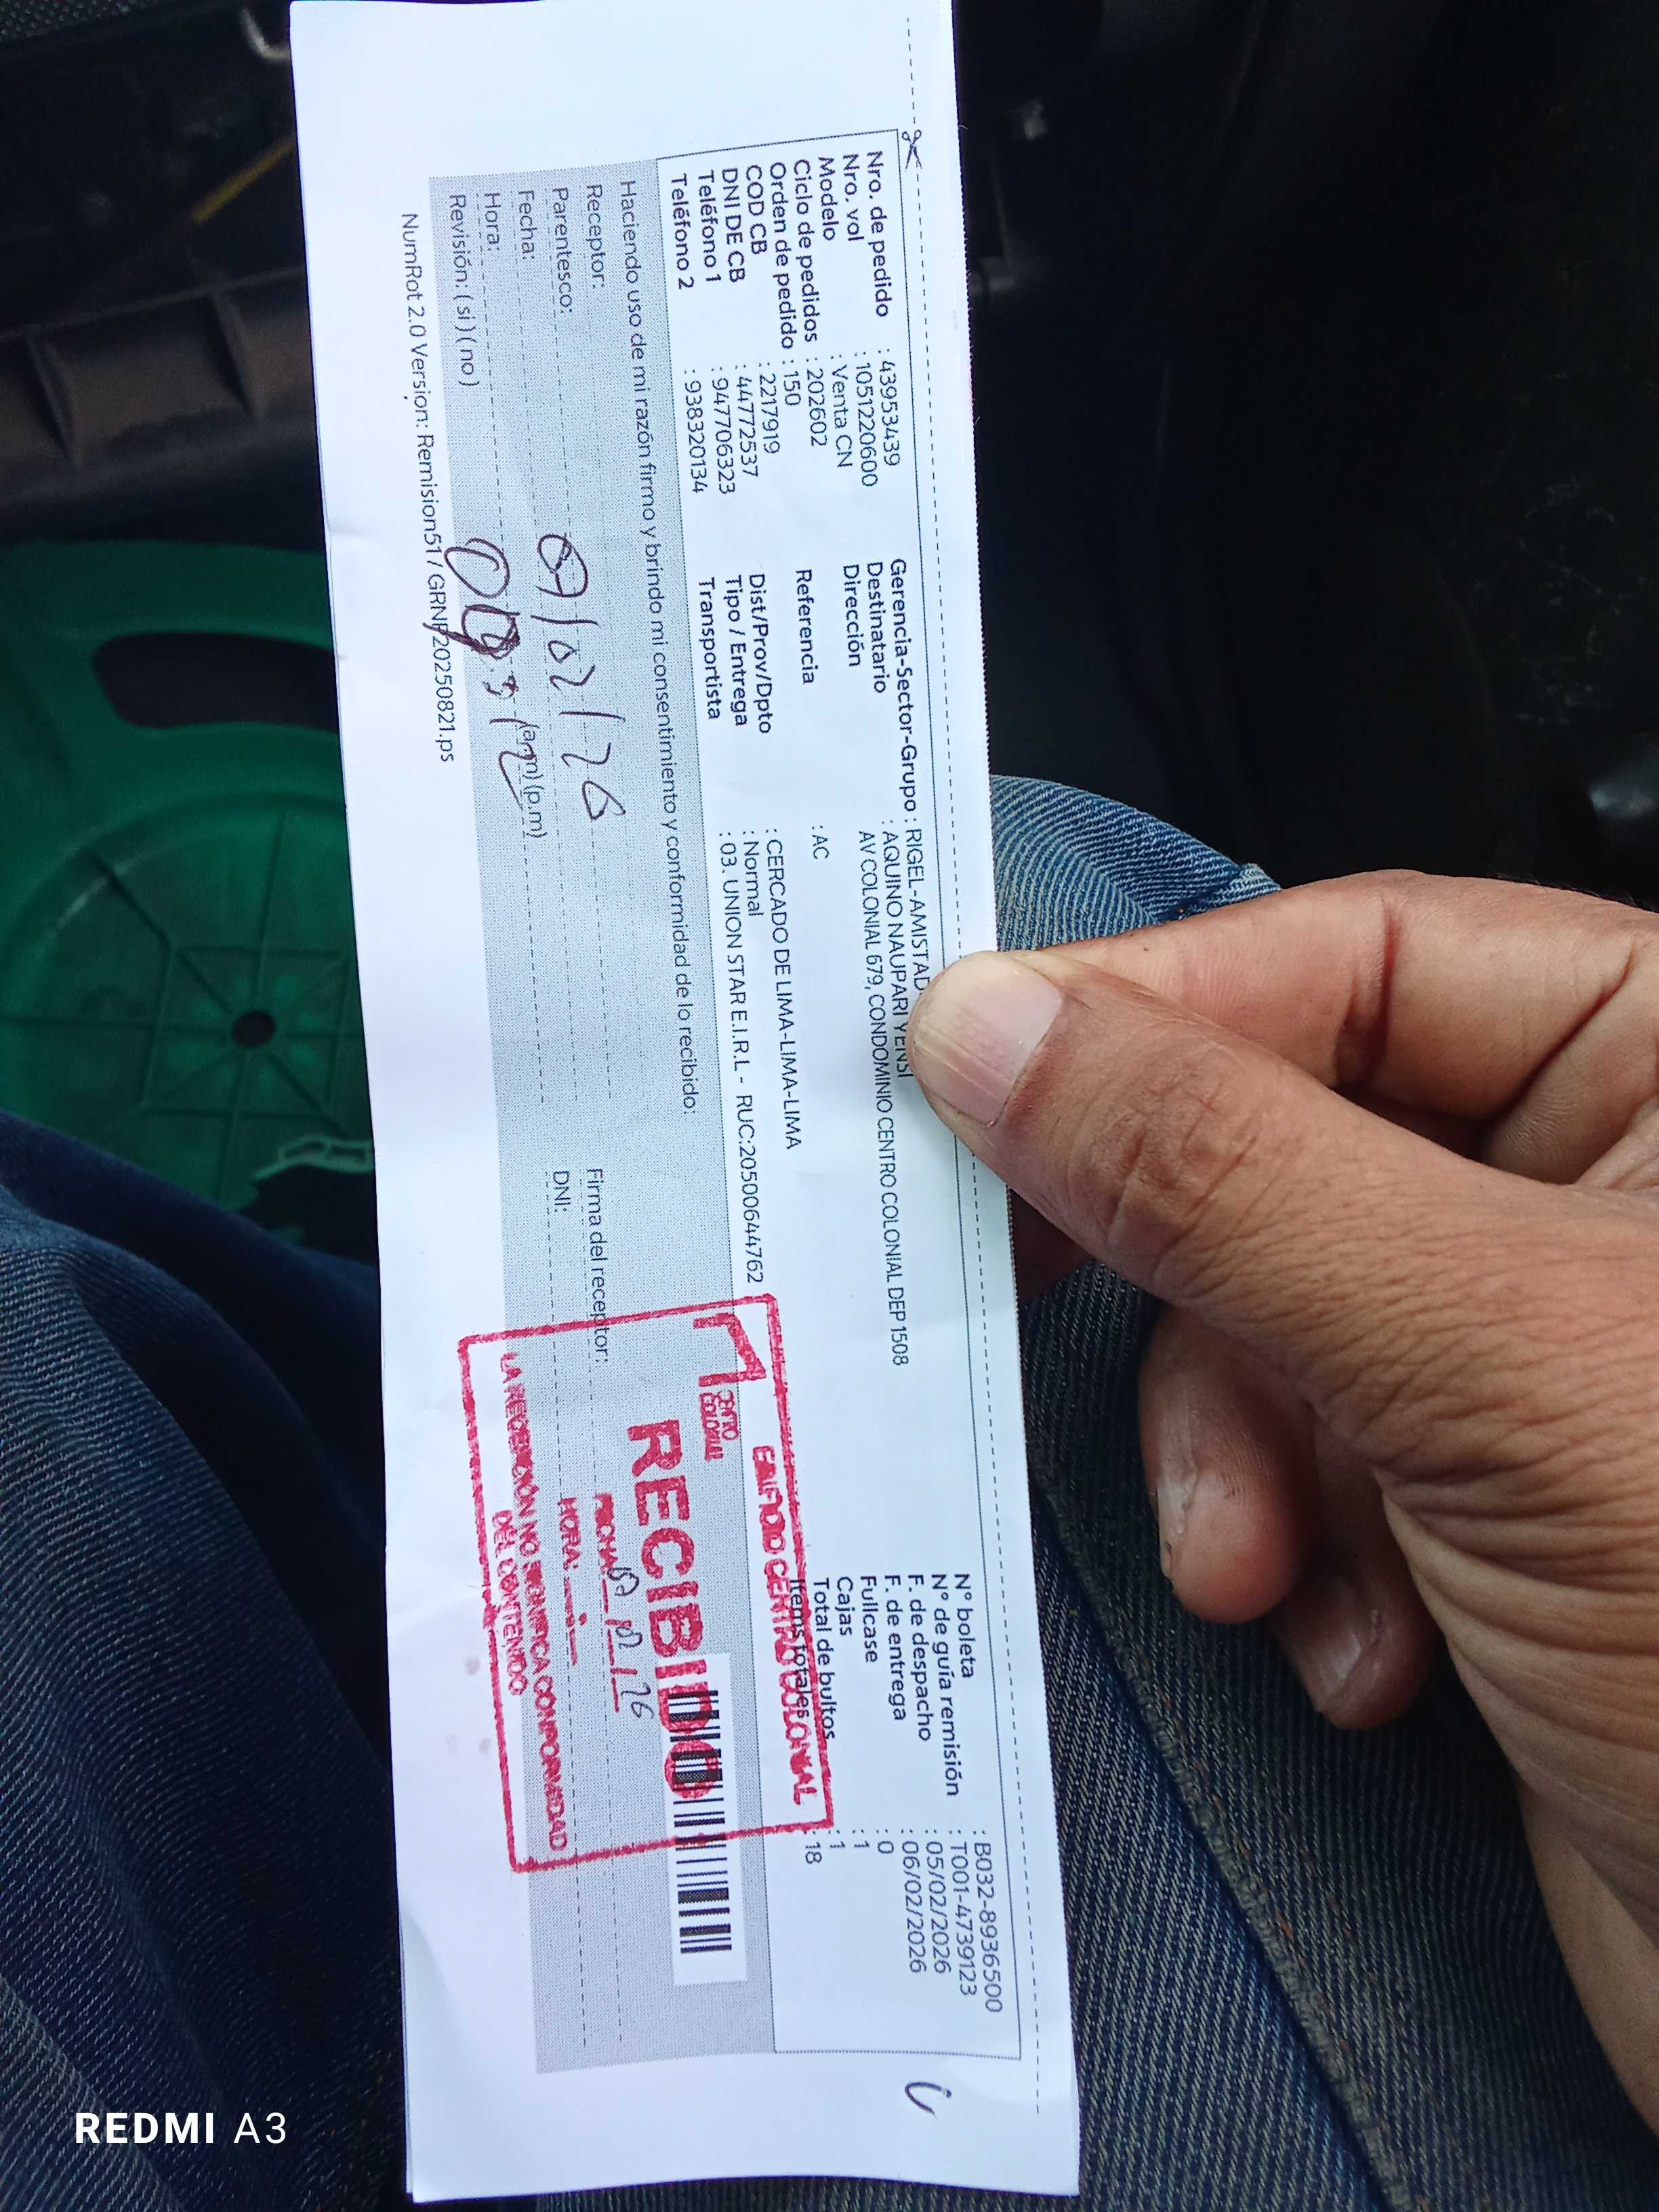 Nro. de pedido : 43953439
Nro. vol : 1051220600
Modelo : Venta CN
Ciclo de pedidos : 202602
Orden de pedido : 150
COD CB : 2217919
DNI DE CB : 44772537
Teléfono 1 : 947706323
Teléfono 2 : 938320134
Gerencia-Sector-Grupo : RIGEL-AMISTAD
Destinatario : AQUINO NAUPARI YENSI
Dirección AV COLONIAL 679, CONDOMINIO CENTRO COLONIAL DEP 1508
Referencia : AC
Dist/Prov/Dpto : CERCADO DE LIMA-LIMA-LIMA
Tipo / Entrega : Normal
Transportista : 03. UNION STAR E.I.R.L - RUC:20500644762
N° boleta : B032-8936500
N° de guía remisión : T001-4739123
F. de despacho : 05/02/2026
F. de entrega : 06/02/2026
Fullcase : 0
Cajas : 1
Total de bultos : 1
Items totales : 18
Haciendo uso de mi razón firmo y brindo mi consentimiento y conformidad de lo recibido:
Receptor:
Parentesco:
Fecha: 07/02/26
Hora: (a.m) (p.m)
Revisión: ( si ) ( no )
Firma del receptor:
DNI:
EDIFICIO CENTRO COLONIAL
CENTRO COLONIAL
RECIBIDO
FECHA: 07/02/26
HORA:
LA RECEPCIÓN NO SIGNIFICA CONFORMIDAD
DEL CONTENIDO
NumRot 2.0 Version: Remision51 / GRNP20250821.ps
REDMI A3